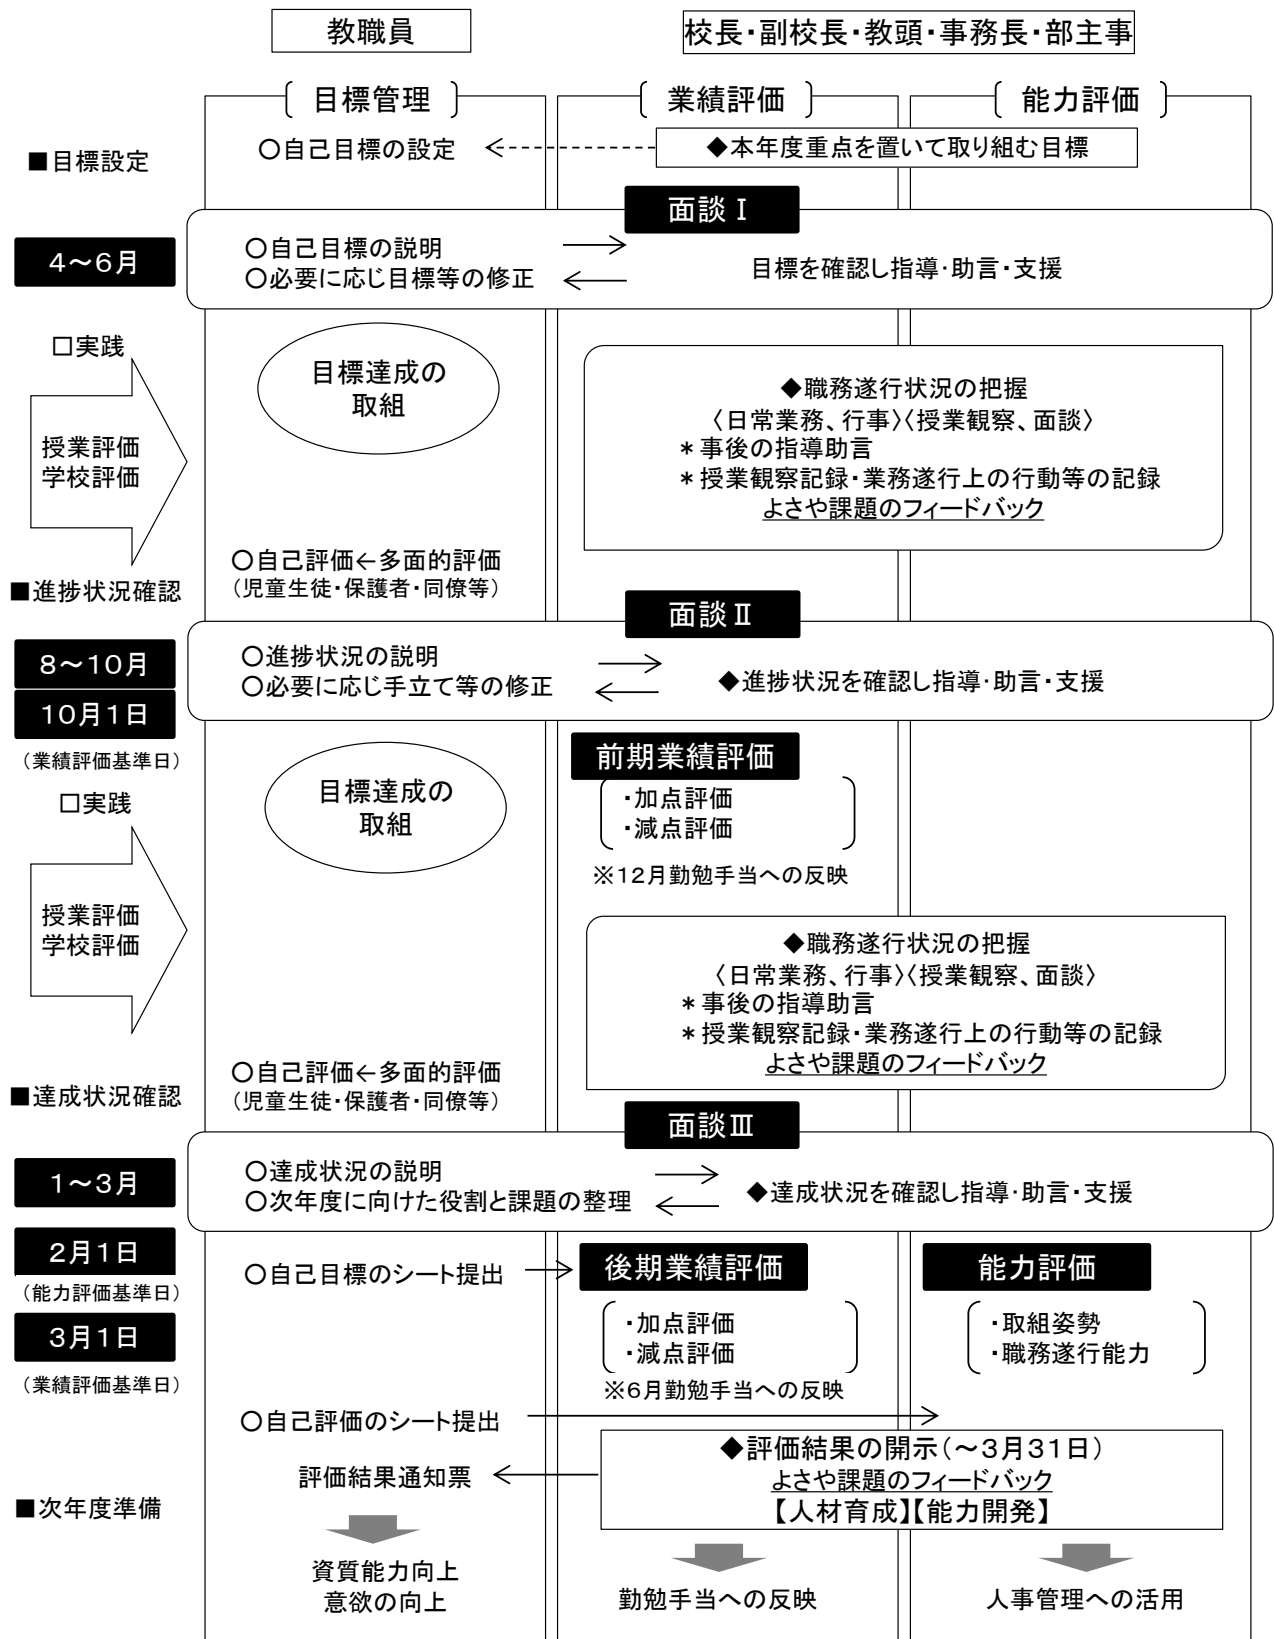 教職員
校長・副校長・教頭・事務長・部主事
目標管理
業績評価
能力評価
■目標設定
○自己目標の設定
◆本年度重点を置いて取り組む目標
面談Ⅰ
4～6月
○自己目標の説明
○必要に応じ目標等の修正
目標を確認し指導・助言・支援
□実践
授業評価
学校評価
目標達成の
取組
◆職務遂行状況の把握
〈日常業務、行事〉〈授業観察、面談〉
＊事後の指導助言
＊授業観察記録・業務遂行上の行動等の記録
よさや課題のフィードバック
○自己評価←多面的評価
（児童生徒・保護者・同僚等）
■進捗状況確認
面談Ⅱ
8～10月
○進捗状況の説明
○必要に応じ手立て等の修正
◆進捗状況を確認し指導・助言・支援
10月1日
（業績評価基準日）
前期業績評価
・加点評価
・減点評価
※12月勤勉手当への反映
□実践
授業評価
学校評価
目標達成の
取組
◆職務遂行状況の把握
〈日常業務、行事〉〈授業観察、面談〉
＊事後の指導助言
＊授業観察記録・業務遂行上の行動等の記録
よさや課題のフィードバック
○自己評価←多面的評価
（児童生徒・保護者・同僚等）
■達成状況確認
面談Ⅲ
1～3月
○達成状況の説明
○次年度に向けた役割と課題の整理
◆達成状況を確認し指導・助言・支援
2月1日
（能力評価基準日）
○自己目標のシート提出
後期業績評価
能力評価
3月1日
（業績評価基準日）
・加点評価
・減点評価
・取組姿勢
・職務遂行能力
※6月勤勉手当への反映
○自己評価のシート提出
◆評価結果の開示（～3月31日）
よさや課題のフィードバック
【人材育成】【能力開発】
評価結果通知票
■次年度準備
資質能力向上
意欲の向上
勤勉手当への反映
人事管理への活用